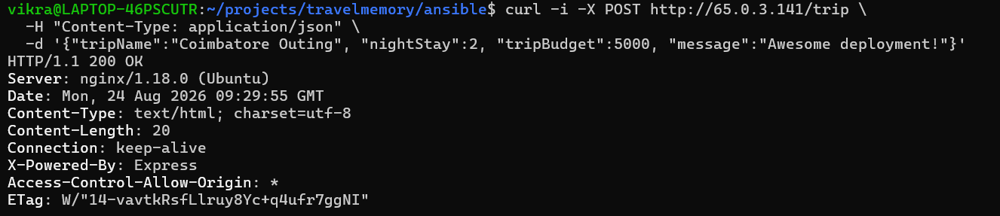 vikra@LAPTOP-46PSCUTR:~/projects/travelmemory/ansible$ curl -i -X POST http://65.0.3.141/trip \
  -H "Content-Type: application/json" \
  -d '{"tripName":"Coimbatore Outing", "nightStay":2, "tripBudget":5000, "message":"Awesome deployment!"}'
HTTP/1.1 200 OK
Server: nginx/1.18.0 (Ubuntu)
Date: Mon, 24 Aug 2026 09:29:55 GMT
Content-Type: text/html; charset=utf-8
Content-Length: 20
Connection: keep-alive
X-Powered-By: Express
Access-Control-Allow-Origin: *
ETag: W/"14-vavtkRsfLlruy8Yc+q4ufr7ggNI"